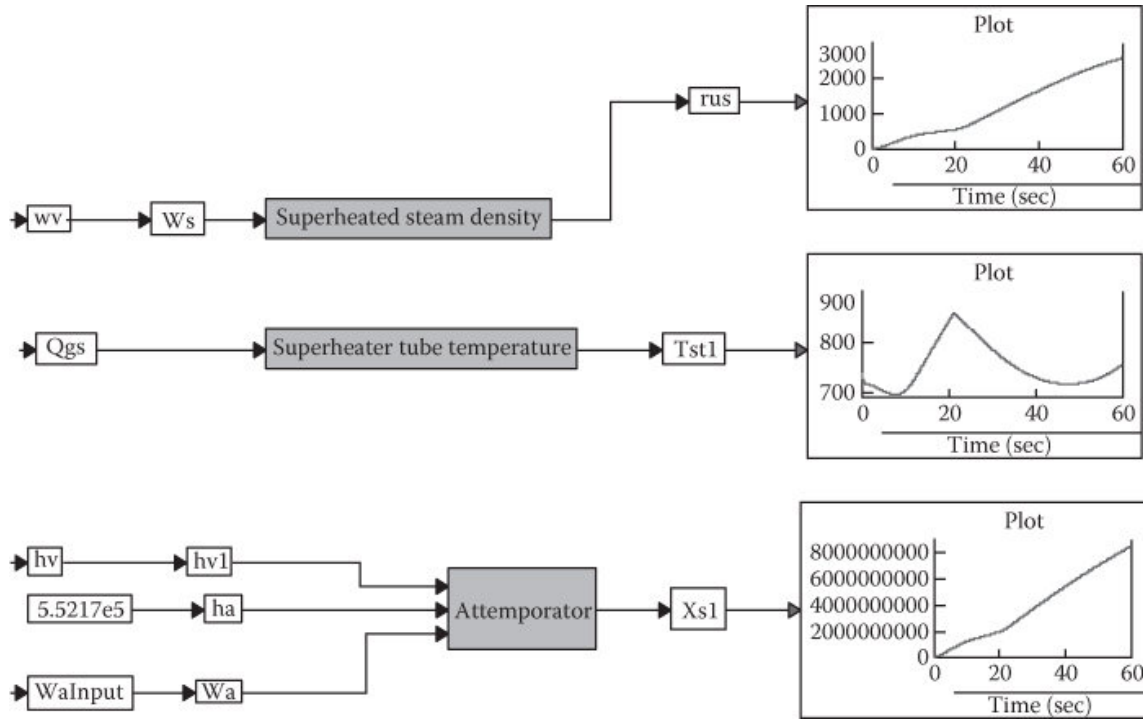 Plot
3000
2000
1000
0
0 20 40 60
Time (sec)
rus
wv
Ws
Superheated steam density
Plot
900
800
700
0 20 40 60
Time (sec)
Qgs
Superheater tube temperature
Tst1
Plot
8000000000
6000000000
4000000000
2000000000
0
0 20 40 60
Time (sec)
hv
hv1
5.5217e5
ha
Attemporator
Xs1
WaInput
Wa